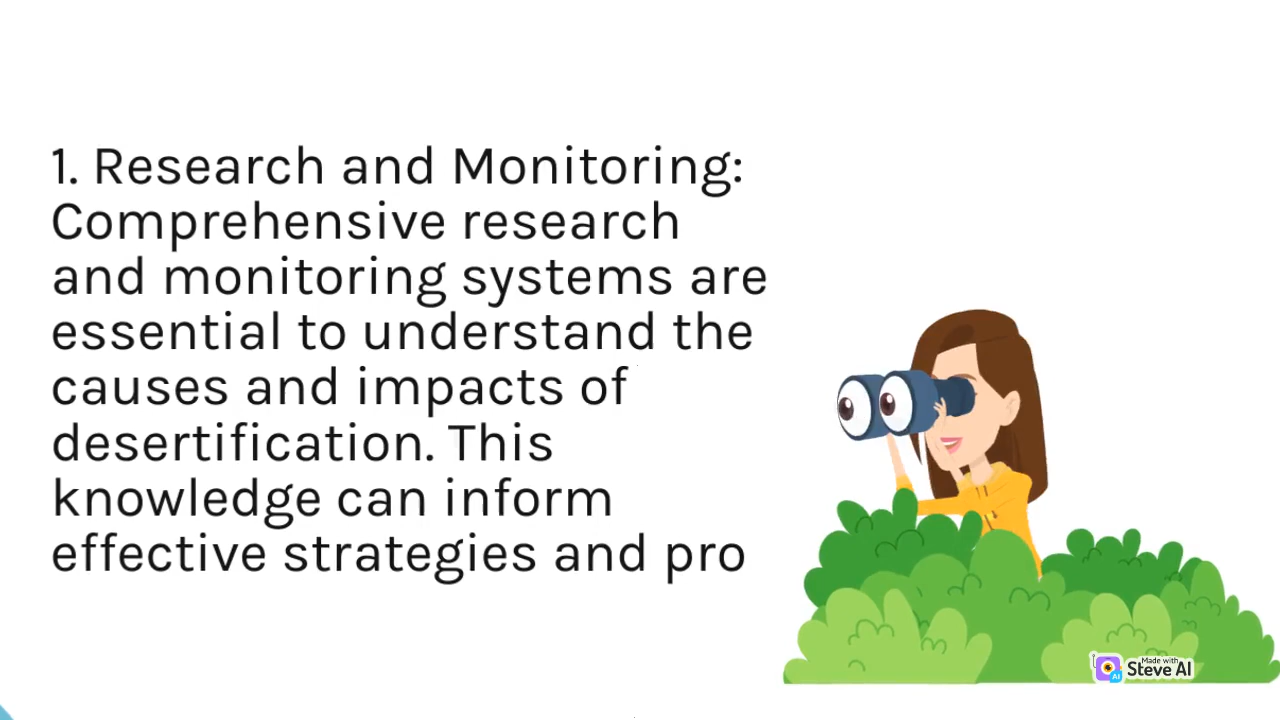 1. Research and Monitoring:
Comprehensive research
and monitoring systems are
essential to understand the
causes and impacts of
desertification. This
knowledge can inform
effective strategies and pro
Made with
Steve AI
AI